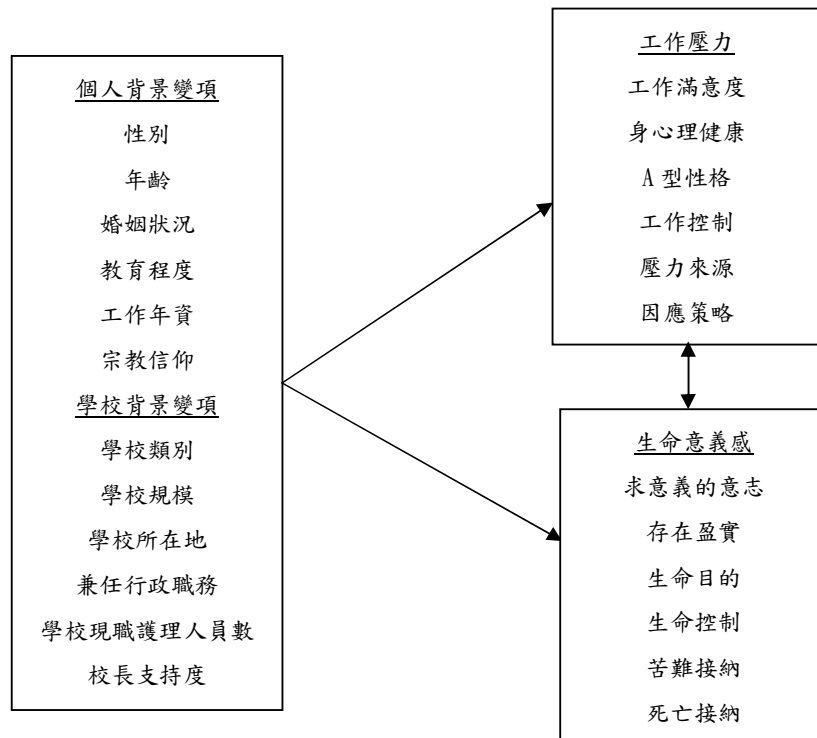 個人背景變項
性別
年齡
婚姻狀況
教育程度
工作年資
宗教信仰
學校背景變項
學校類別
學校規模
學校所在地
兼任行政職務
學校現職護理人員數
校長支持度
工作壓力
工作滿意度
身心理健康
A型性格
工作控制
壓力來源
因應策略
生命意義感
求意義的意志
存在盈實
生命目的
生命控制
苦難接納
死亡接納